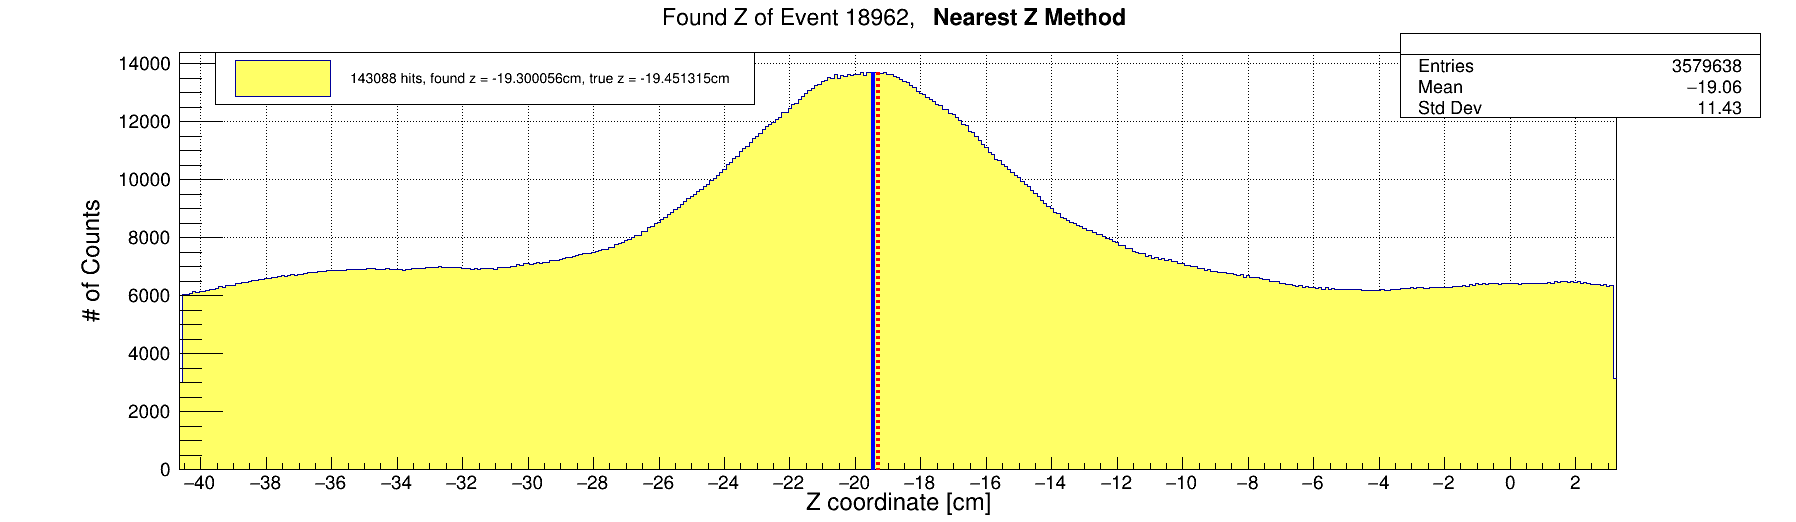 Found Z of Event 18962, Nearest Z Method
143088 hits, found z = -19.300056cm, true z = -19.451315cm
Entries 3579638
Mean −19.06
Std Dev 11.43
# of Counts
14000
12000
10000
8000
6000
4000
2000
0
−40 −38 −36 −34 −32 −30 −28 −26 −24 −22 −20 −18 −16 −14 −12 −10 −8 −6 −4 −2 0 2
Z coordinate [cm]